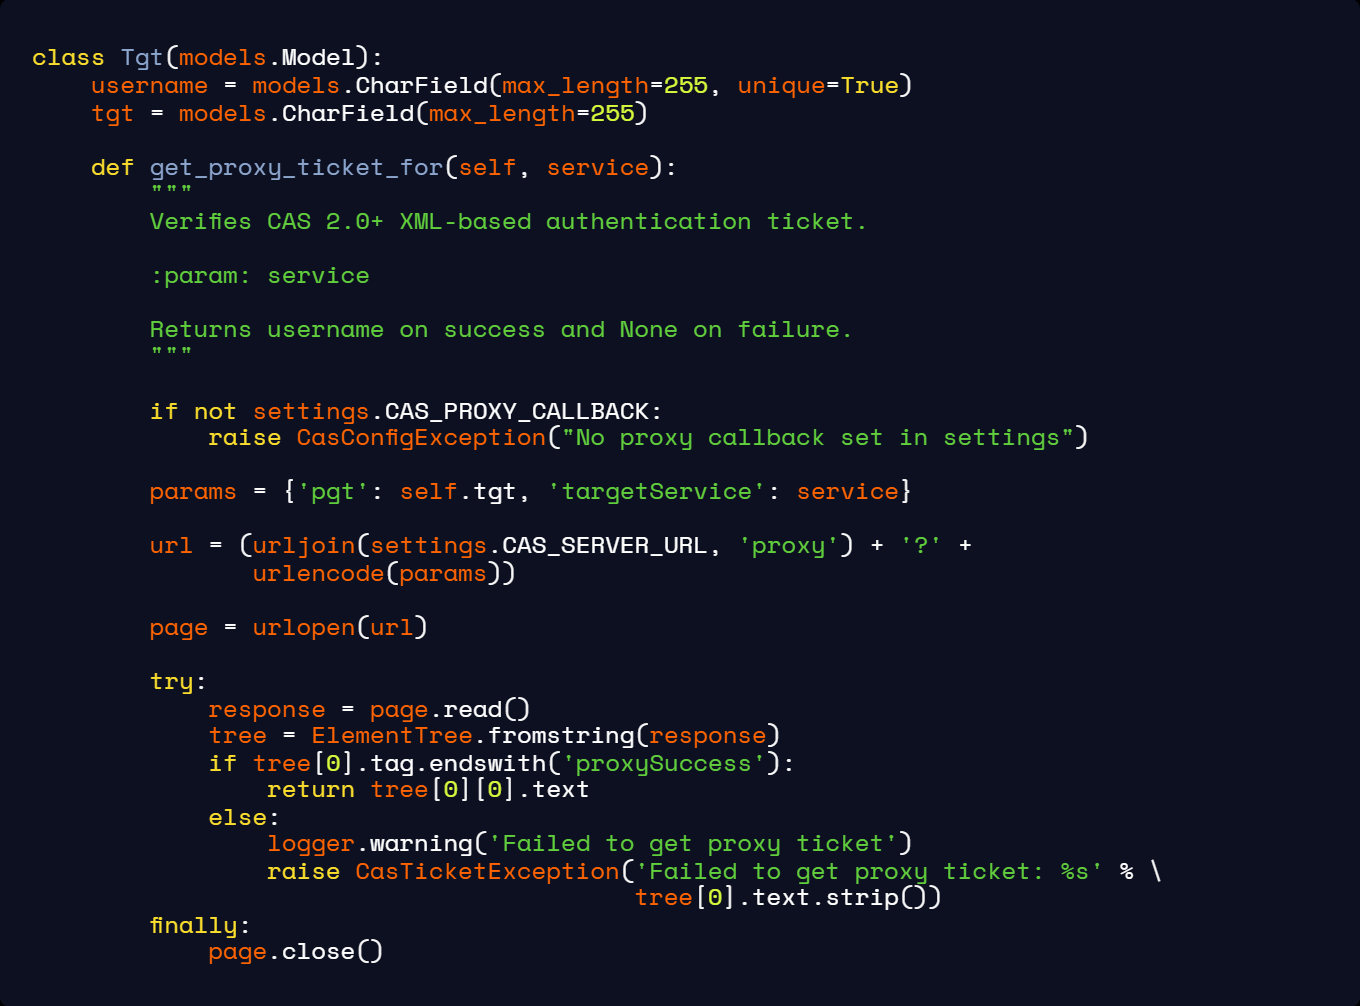 class Tgt(models.Model):
    username = models.CharField(max_length=255, unique=True)
    tgt = models.CharField(max_length=255)

    def get_proxy_ticket_for(self, service):
        """
        Verifies CAS 2.0+ XML-based authentication ticket.

        :param: service

        Returns username on success and None on failure.
        """

        if not settings.CAS_PROXY_CALLBACK:
            raise CasConfigException("No proxy callback set in settings")

        params = {'pgt': self.tgt, 'targetService': service}

        url = (urljoin(settings.CAS_SERVER_URL, 'proxy') + '?' +
               urlencode(params))

        page = urlopen(url)

        try:
            response = page.read()
            tree = ElementTree.fromstring(response)
            if tree[0].tag.endswith('proxySuccess'):
                return tree[0][0].text
            else:
                logger.warning('Failed to get proxy ticket')
                raise CasTicketException('Failed to get proxy ticket: %s' % \
                                         tree[0].text.strip())
        finally:
            page.close()